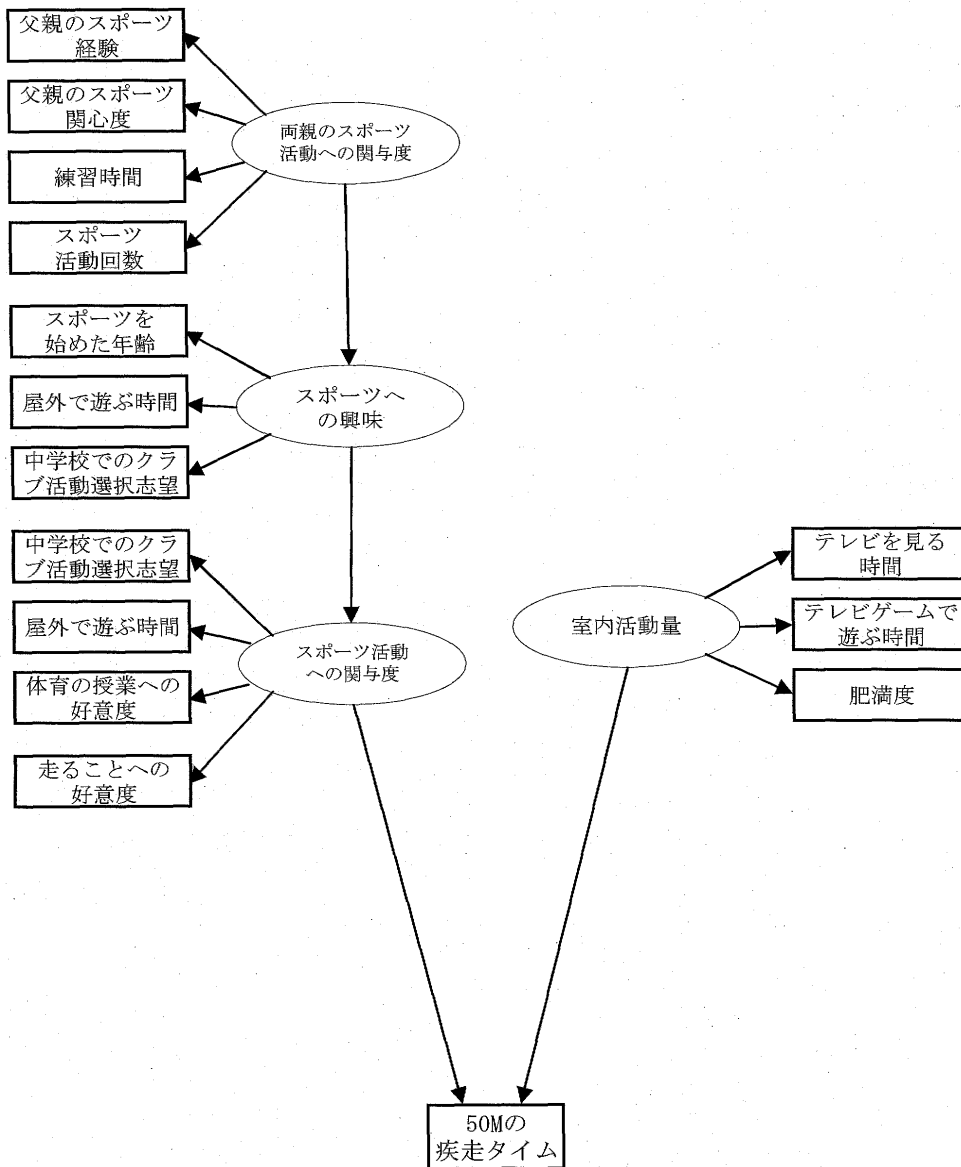 父親のスポーツ
経験
父親のスポーツ
関心度
両親のスポーツ
活動への関与度
練習時間
スポーツ
活動回数
スポーツを
始めた年齢
屋外で遊ぶ時間
スポーツへ
の興味
中学校でのクラ
ブ活動選択志望
中学校でのクラ
ブ活動選択志望
屋外で遊ぶ時間
スポーツ活動
への関与度
体育の授業への
好意度
走ることへの
好意度
室内活動量
テレビを見る
時間
テレビゲームで
遊ぶ時間
肥満度
50Mの
疾走タイム